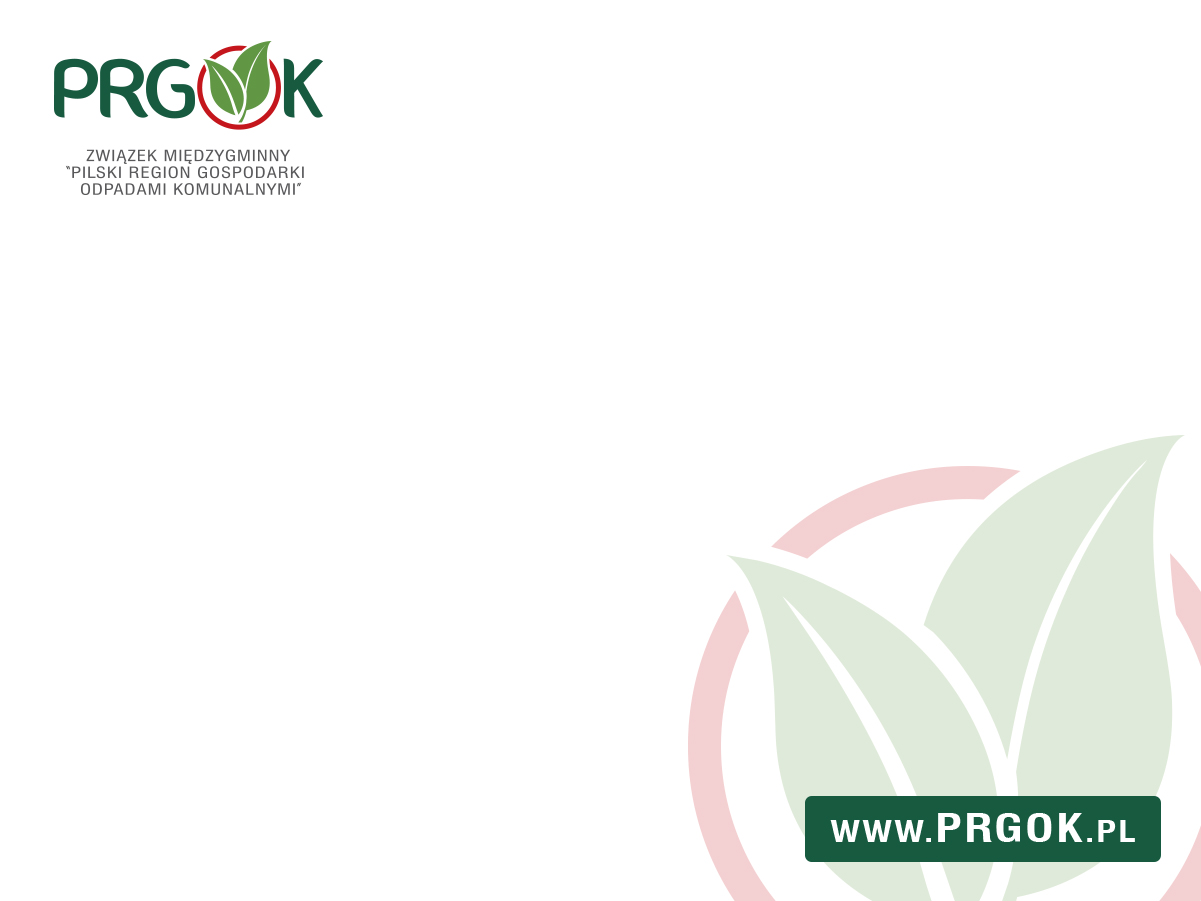 PRGOK
ZWIĄZEK MIĘDZYGMINNY
"PILSKI REGION GOSPODARKI
ODPADAMI KOMUNALNYMI"
WWW.PRGOK.PL